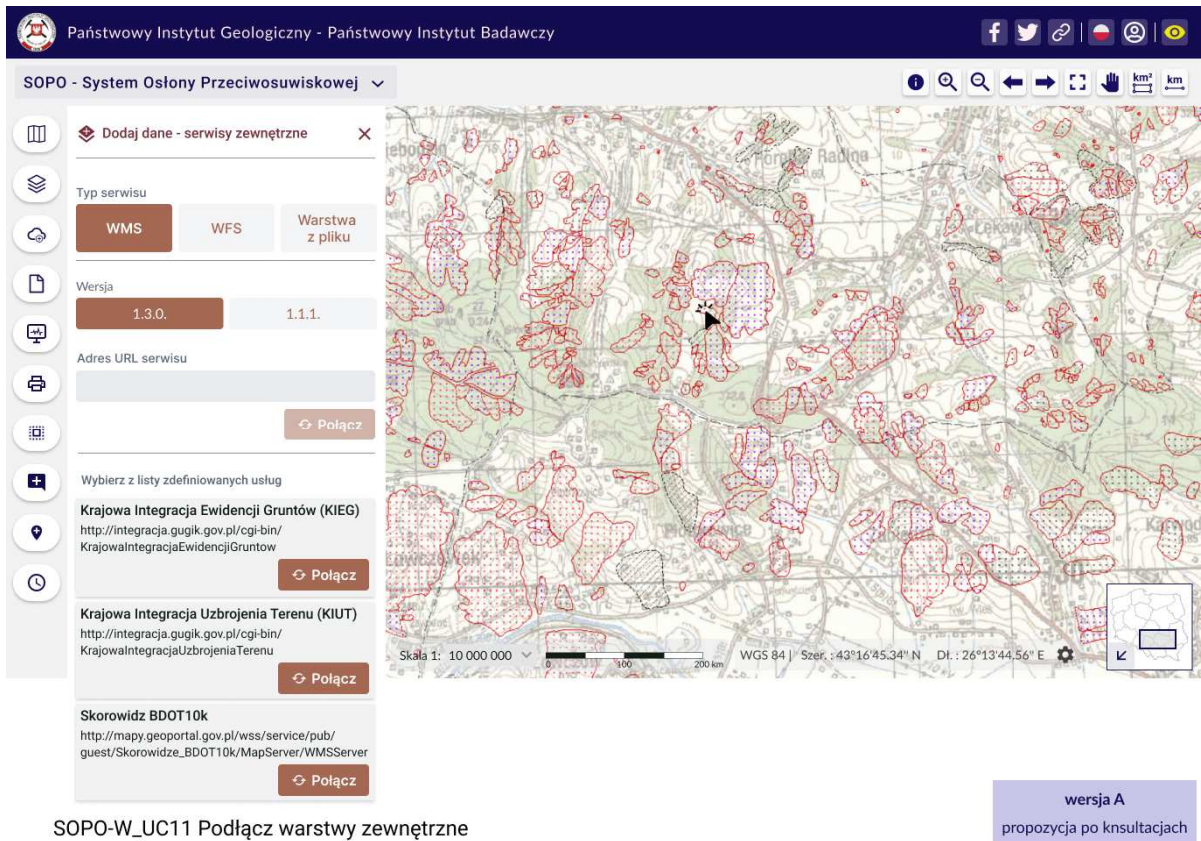 Państwowy Instytut Geologiczny - Państwowy Instytut Badawczy
SOPO - System Osłony Przeciwosuwiskowej
km²
km
Dodaj dane - serwisy zewnętrzne
Typ serwisu
WMS
WFS
Warstwa
z pliku
Wersja
1.3.0.
1.1.1.
Adres URL serwisu
Połącz
Wybierz z listy zdefiniowanych usług
Krajowa Integracja Ewidencji Gruntów (KIEG)
http://integracja.gugik.gov.pl/cgi-bin/
KrajowaIntegracjaEwidencjiGruntow
Połącz
Krajowa Integracja Uzbrojenia Terenu (KIUT)
http://integracja.gugik.gov.pl/cgi-bin/
KrajowaIntegracjaUzbrojeniaTerenu
Połącz
Skorowidz BDOT10k
http://mapy.geoportal.gov.pl/wss/service/pub/
guest/Skorowidze_BDOT10k/MapServer/WMSServer
Połącz
Radlna
Łękawka
Skala 1: 10 000 000
0 100 200 km
WGS 84 | Szer. : 43°16'45.34" N Dł. : 26°13'44.56" E
SOPO-W_UC11 Podłącz warstwy zewnętrzne
wersja A
propozycja po knsultacjach